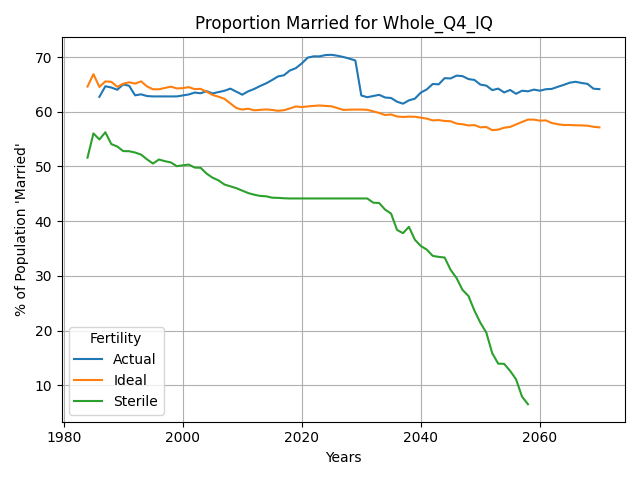 Proportion Married for Whole_Q4_IQ
% of Population 'Married'
70
60
50
40
30
20
10
Fertility
Actual
Ideal
Sterile
1980
2000
2020
2040
2060
Years